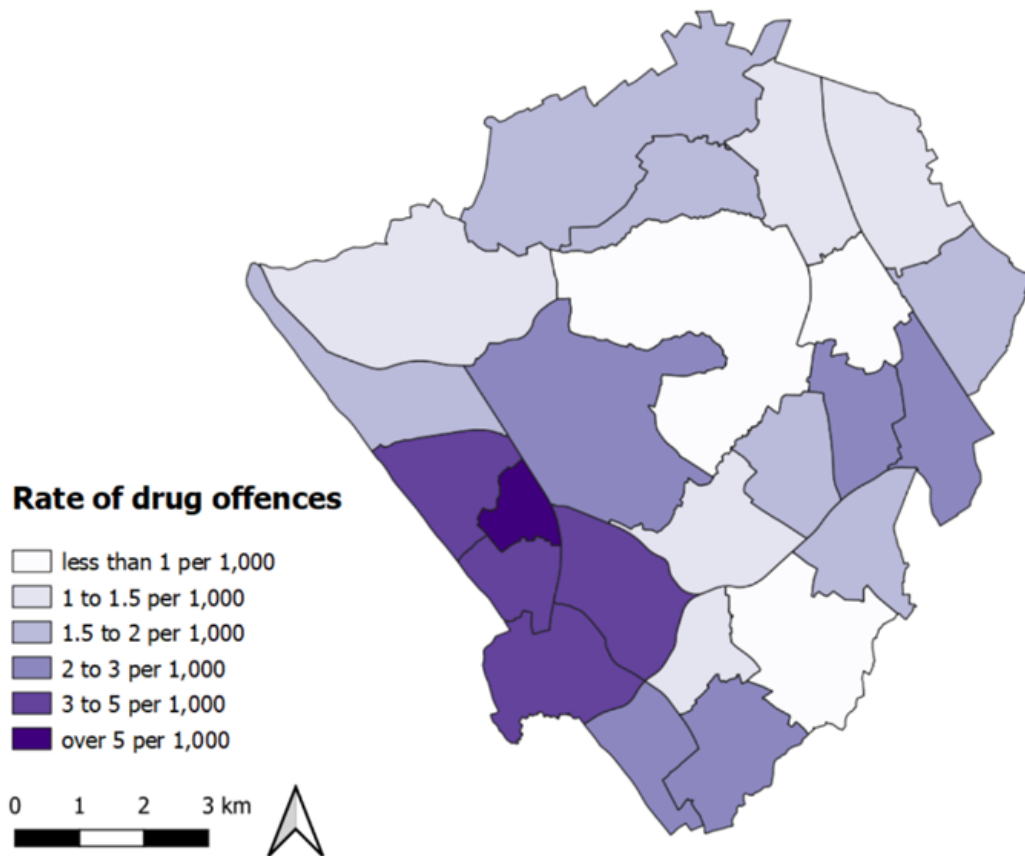 Rate of drug offences
less than 1 per 1,000
1 to 1.5 per 1,000
1.5 to 2 per 1,000
2 to 3 per 1,000
3 to 5 per 1,000
over 5 per 1,000
0 1 2 3 km